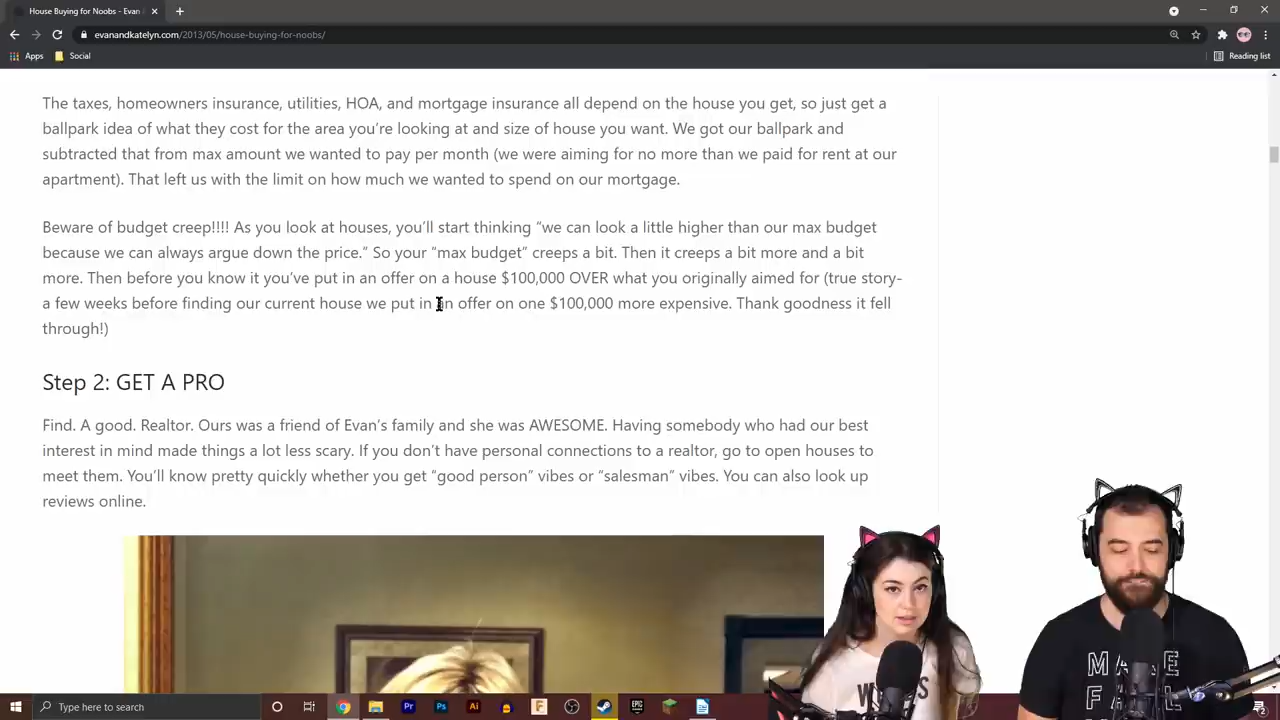 House Buying for Noobs - Evan
evanandkatelyn.com/2013/05/house-buying-for-noobs/
Apps Social Reading list
The taxes, homeowners insurance, utilities, HOA, and mortgage insurance all depend on the house you get, so just get a
ballpark idea of what they cost for the area you’re looking at and size of house you want. We got our ballpark and
subtracted that from max amount we wanted to pay per month (we were aiming for no more than we paid for rent at our
apartment). That left us with the limit on how much we wanted to spend on our mortgage.
Beware of budget creep!!!! As you look at houses, you’ll start thinking “we can look a little higher than our max budget
because we can always argue down the price.” So your “max budget” creeps a bit. Then it creeps a bit more and a bit
more. Then before you know it you’ve put in an offer on a house $100,000 OVER what you originally aimed for (true story-
a few weeks before finding our current house we put in an offer on one $100,000 more expensive. Thank goodness it fell
through!)
Step 2: GET A PRO
Find. A good. Realtor. Ours was a friend of Evan’s family and she was AWESOME. Having somebody who had our best
interest in mind made things a lot less scary. If you don’t have personal connections to a realtor, go to open houses to
meet them. You’ll know pretty quickly whether you get “good person” vibes or “salesman” vibes. You can also look up
reviews online.
Type here to search
Pr Ps Ai F EPIC